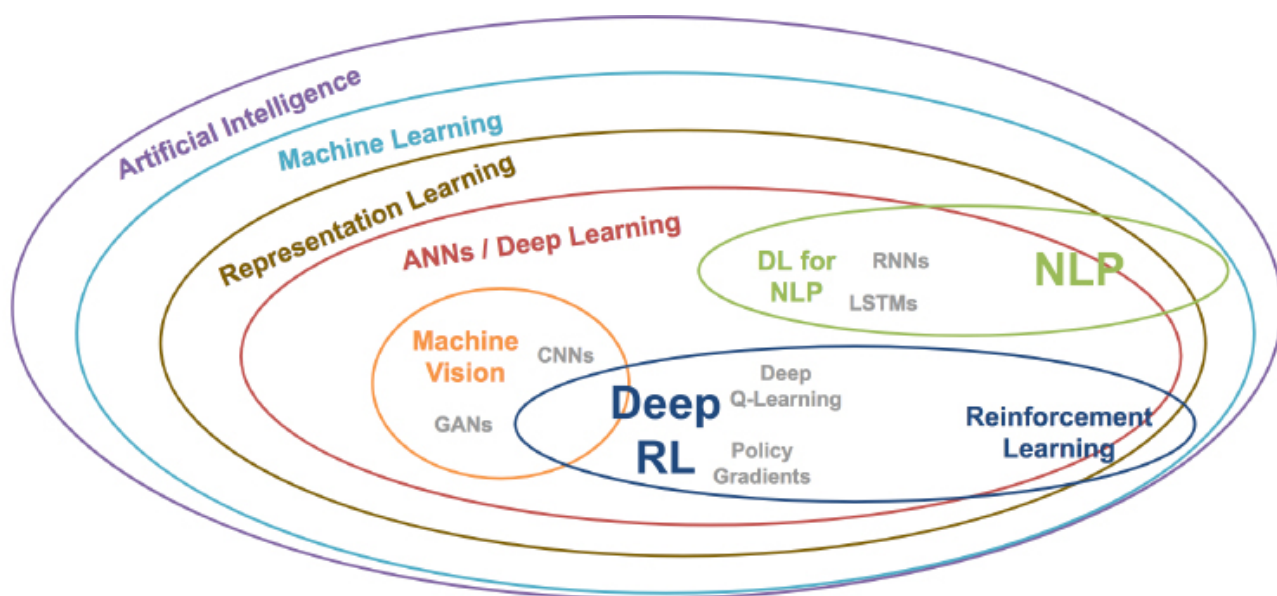 Artificial Intelligence
Machine Learning
Representation Learning
ANNs / Deep Learning
DL for
NLP
RNNs
LSTMs
NLP
Machine
Vision
CNNs
GANs
Deep
RL
Deep
Q-Learning
Policy
Gradients
Reinforcement
Learning